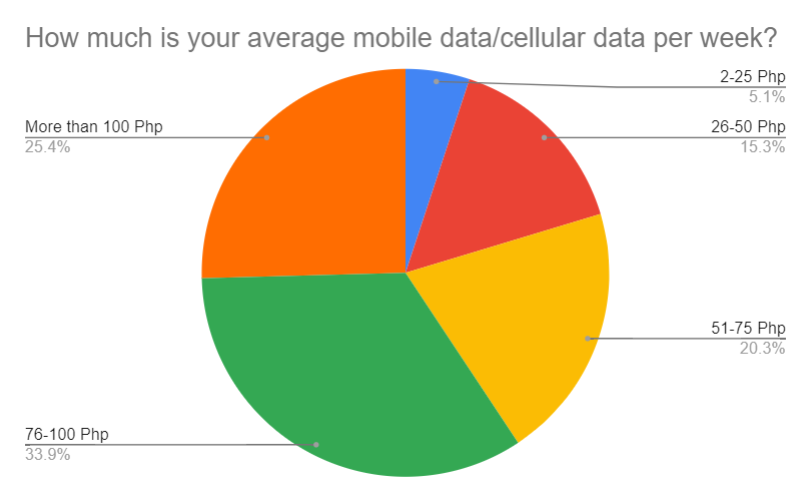 How much is your average mobile data/cellular data per week?
2-25 Php
5.1%
26-50 Php
15.3%
51-75 Php
20.3%
76-100 Php
33.9%
More than 100 Php
25.4%